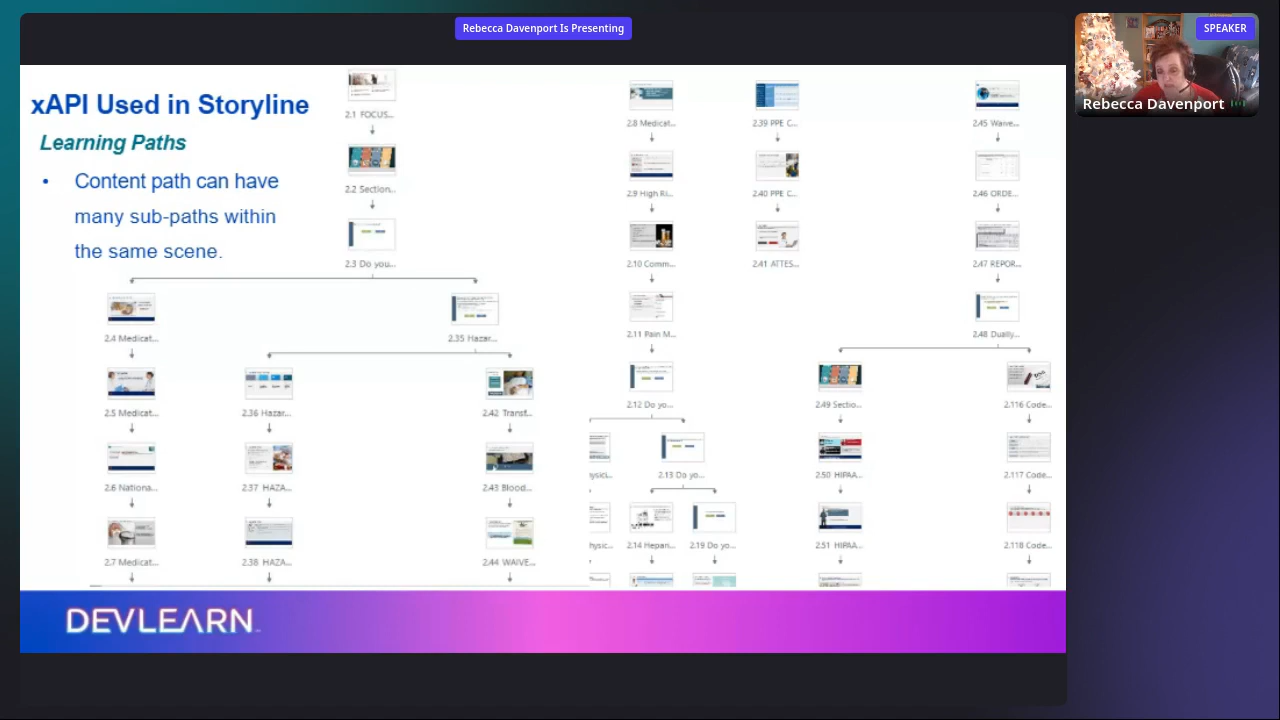 Rebecca Davenport Is Presenting
SPEAKER
Rebecca Davenport
xAPI Used in Storyline
Learning Paths
• Content path can have
many sub-paths within
the same scene.
2.1 FOCUS...
2.2 Section...
2.3 Do you...
2.4 Medicat...
2.35 Hazar...
2.5 Medicat...
2.36 Hazar...
2.42 Transf...
2.6 Nationa...
2.37 HAZA...
2.43 Blood...
2.7 Medicat...
2.38 HAZA...
2.44 WAIVE...
2.8 Medicat...
2.39 PPE C...
2.45 Waive...
2.9 High Ri...
2.40 PPE C...
2.46 ORDE...
2.10 Comm...
2.41 ATTES...
2.47 REPOR...
2.11 Pain M...
2.48 Dually...
2.12 Do yo...
2.49 Sectio...
2.116 Code...
ysici...
2.13 Do yo...
2.50 HIPAA...
2.117 Code...
hysic...
2.14 Hepari...
2.19 Do yo...
2.51 HIPAA...
2.118 Code...
DEVLEARN